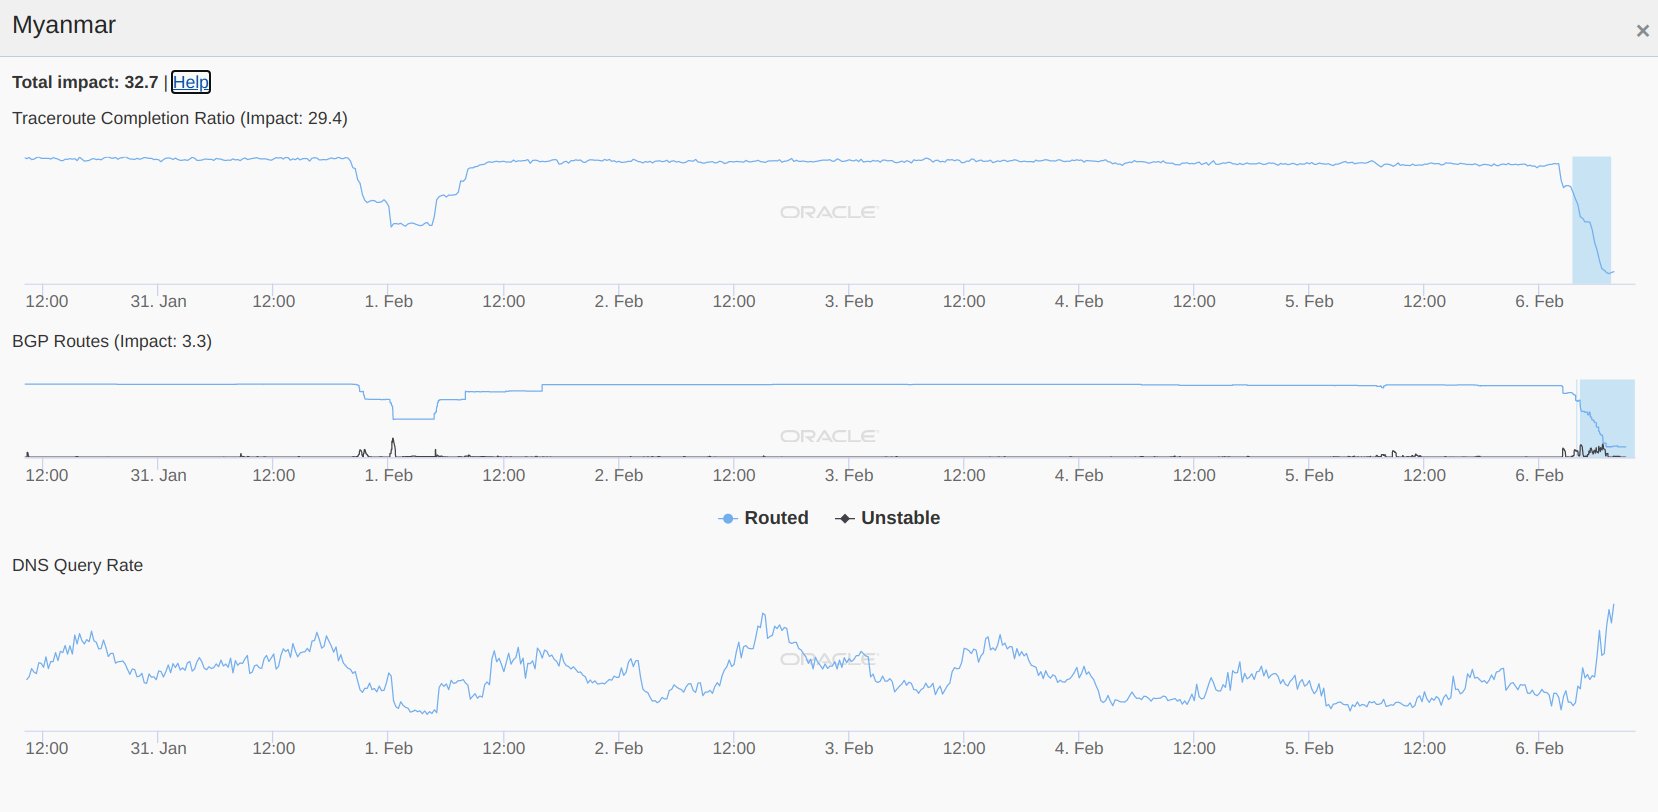 Myanmar
×
Total impact: 32.7 | Help
Traceroute Completion Ratio (Impact: 29.4)
ORACLE
12:00 31. Jan 12:00 1. Feb 12:00 2. Feb 12:00 3. Feb 12:00 4. Feb 12:00 5. Feb 12:00 6. Feb
BGP Routes (Impact: 3.3)
ORACLE
12:00 31. Jan 12:00 1. Feb 12:00 2. Feb 12:00 3. Feb 12:00 4. Feb 12:00 5. Feb 12:00 6. Feb
Routed Unstable
DNS Query Rate
ORACLE
12:00 31. Jan 12:00 1. Feb 12:00 2. Feb 12:00 3. Feb 12:00 4. Feb 12:00 5. Feb 12:00 6. Feb